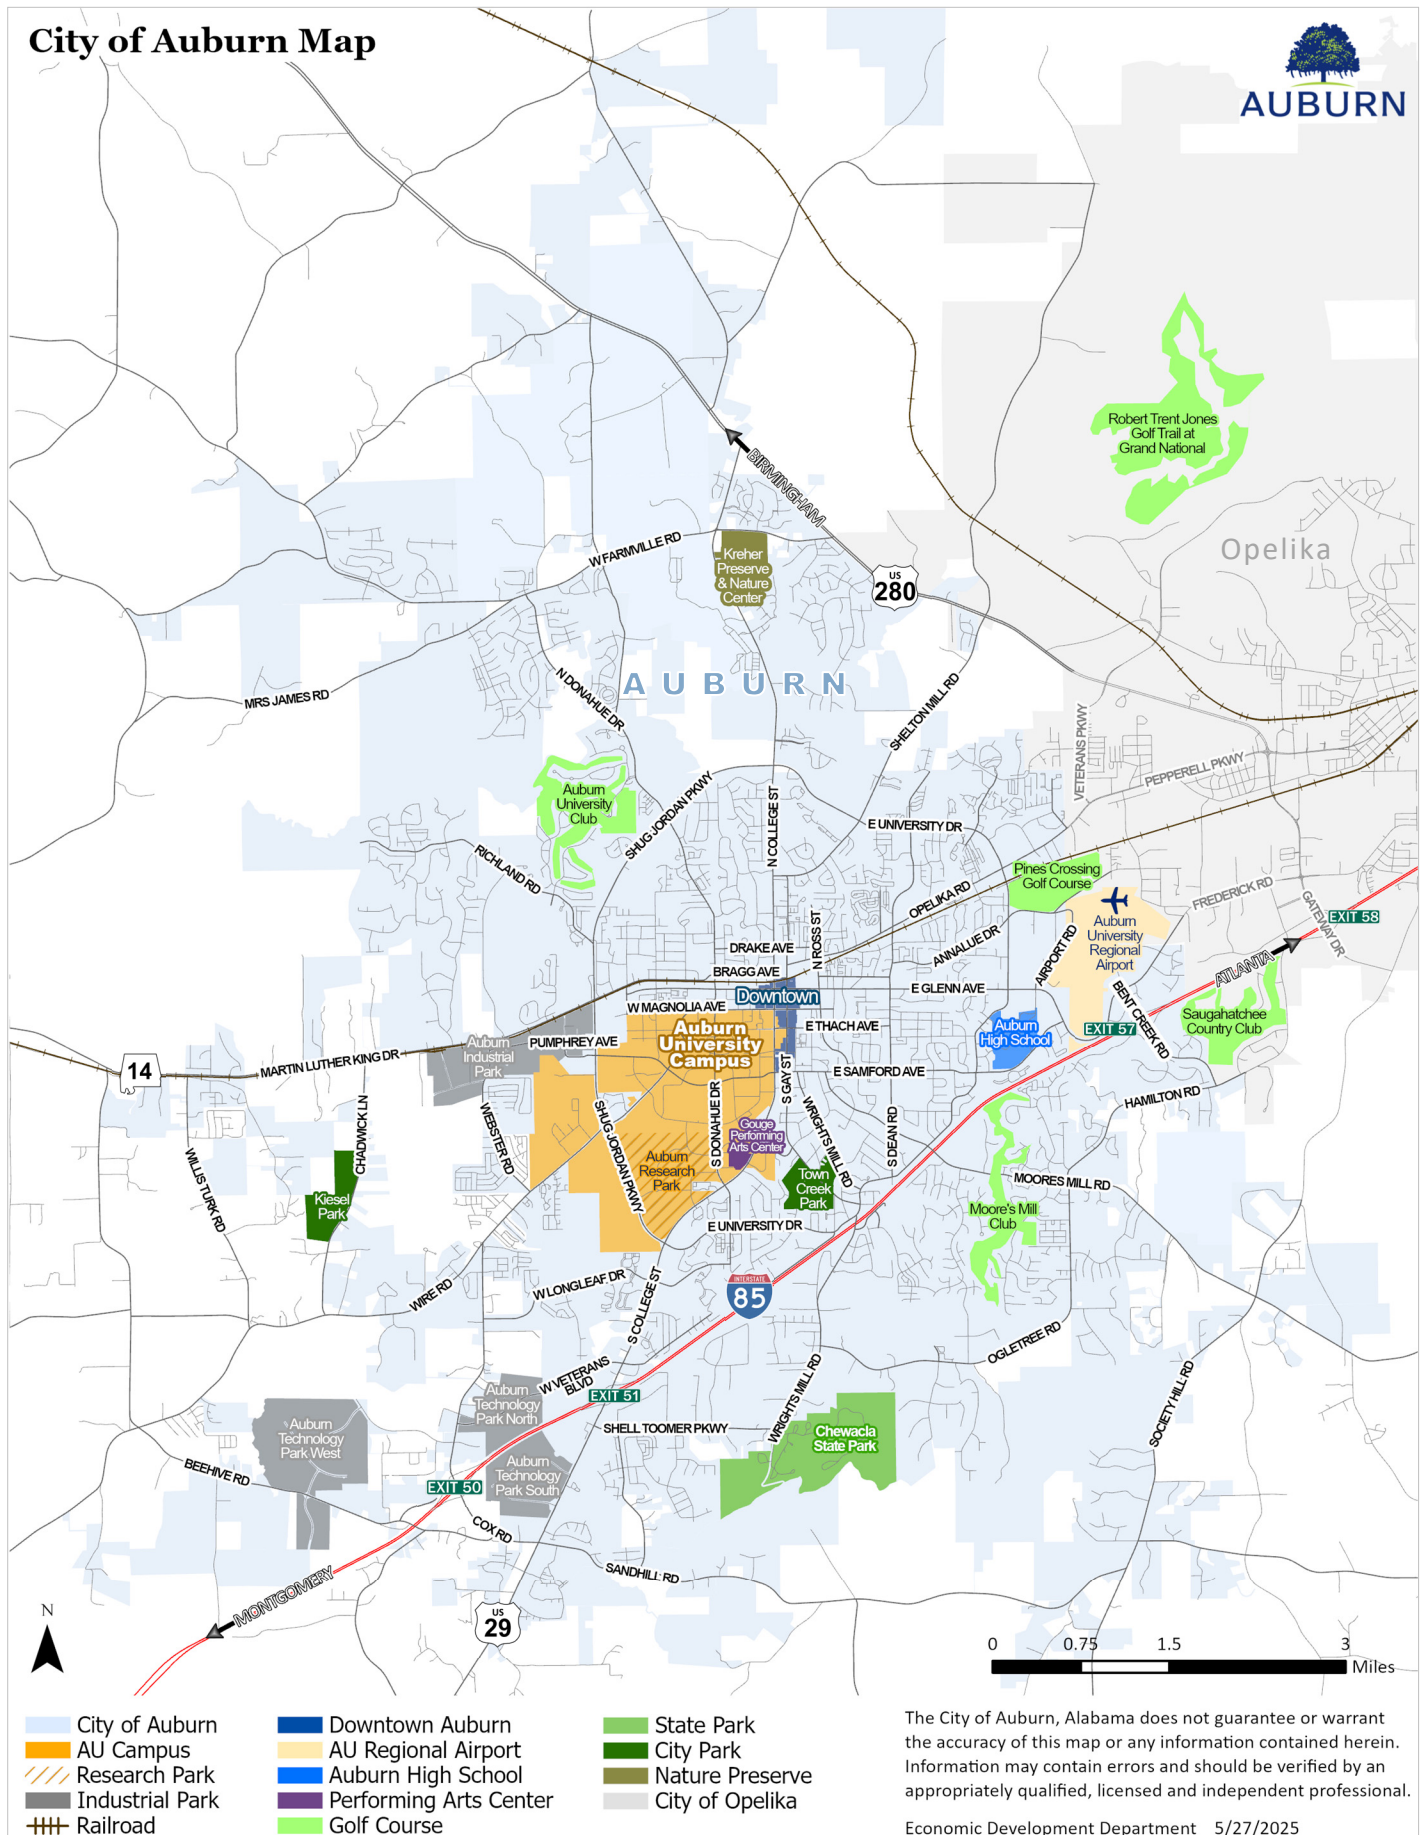 City of Auburn Map
AUBURN
Robert Trent Jones
Golf Trail at
Grand National
BIRMINGHAM
Opelika
W FARMVILLE RD
Kreher
Preserve
& Nature
Center
US
280
N DONAHUE DR
AUBURN
MRS JAMES RD
SHELTON MILL RD
VETERANS PKWY
PEPPERELL PKWY
Auburn
University
Club
SHUG JORDAN PKWY
N COLLEGE ST
E UNIVERSITY DR
RICHLAND RD
Pines Crossing
Golf Course
OPELIKA RD
FREDERICK RD
GATEWAY DR
EXIT 58
Auburn
University
Regional
Airport
N ROSS ST
ANNALUE DR
AIRPORT RD
DRAKE AVE
BRAGG AVE
ATLANTA
Downtown
E GLENN AVE
BENT CREEK RD
W MAGNOLIA AVE
Auburn
University
Campus
E THACH AVE
Auburn
High School
EXIT 57
Saugahatchee
Country Club
Auburn
Industrial
Park
PUMPHREY AVE
MARTIN LUTHER KING DR
14
E SAMFORD AVE
S GAY ST
HAMILTON RD
S DONAHUE DR
CHADWICK LN
WEBSTER RD
SHUG JORDAN PKWY
WRIGHTS MILL RD
S DEAN RD
Gouge
Performing
Arts Center
Auburn
Research
Park
WILLIS TURK RD
Kiesel
Park
Town
Creek
Park
MOORES MILL RD
Moore's Mill
Club
E UNIVERSITY DR
W LONGLEAF DR
WIRE RD
S COLLEGE ST
INTERSTATE
85
OGLETREE RD
W VETERANS
BLVD
EXIT 51
WRIGHTS MILL RD
SOCIETY HILL RD
Auburn
Technology
Park North
Auburn
Technology
Park West
SHELL TOOMER PKWY
Chewacla
State Park
BEEHIVE RD
EXIT 50
Auburn
Technology
Park South
COX RD
SANDHILL RD
MONTGOMERY
US
29
N
0 0.75 1.5 3
Miles
City of Auburn
AU Campus
Research Park
Industrial Park
Railroad
Downtown Auburn
AU Regional Airport
Auburn High School
Performing Arts Center
Golf Course
State Park
City Park
Nature Preserve
City of Opelika
The City of Auburn, Alabama does not guarantee or warrant
the accuracy of this map or any information contained herein.
Information may contain errors and should be verified by an
appropriately qualified, licensed and independent professional.
Economic Development Department 5/27/2025